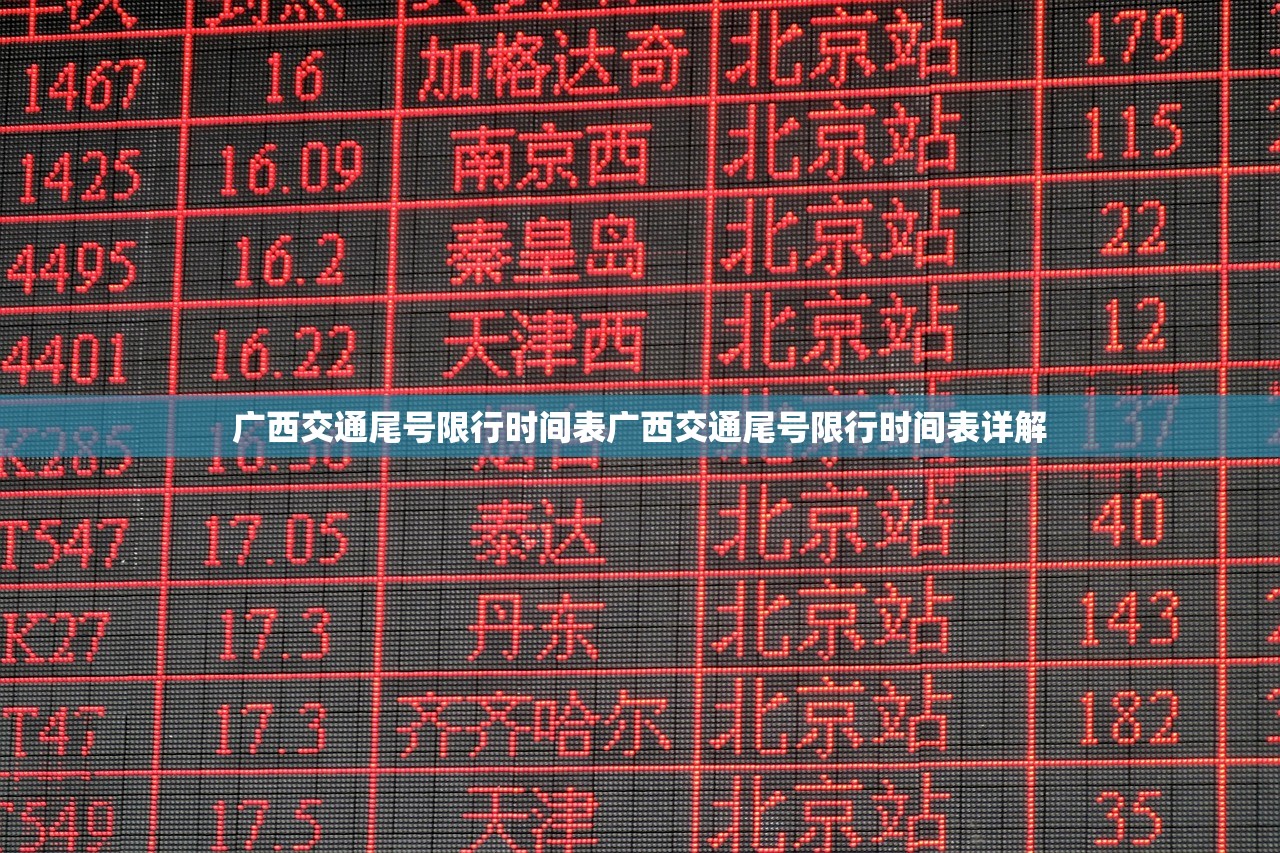 1467 16 加格达奇 北京站 179
1425 16.09 南京西 北京站 115
4495 16.2 秦皇岛 北京站 22
4401 16.22 天津西 北京站 12
广西交通尾号限行时间表广西交通尾号限行时间表详解
K285 137
T547 17.05 泰达 北京站 40
K27 17.3 丹东 北京站 143
T47 17.3 齐齐哈尔 北京站 182
549 17.5 天津 北京站 35